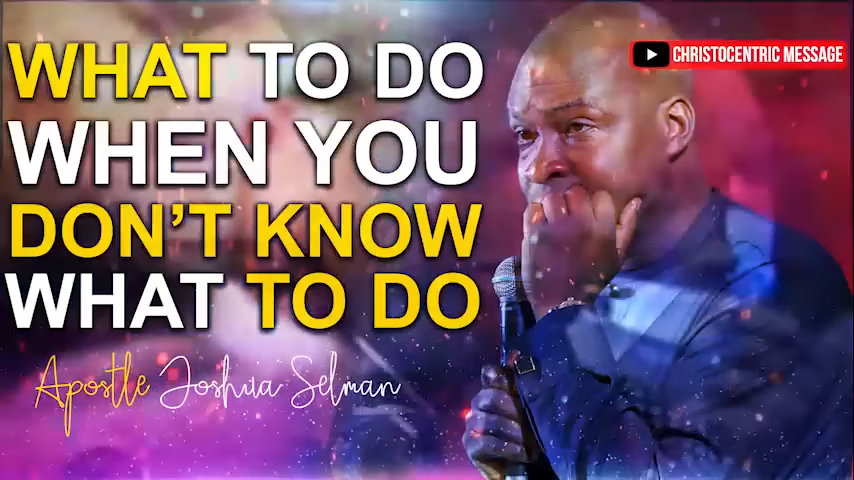 WHAT TO DO
WHEN YOU
DON'T KNOW
WHAT TO DO
Apostle Joshua Selman
CHRISTOCENTRIC MESSAGE